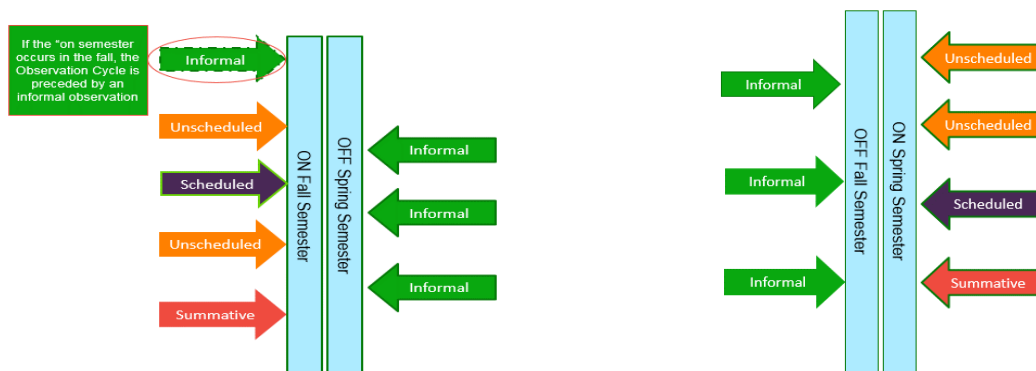 If the "on semester
occurs in the fall, the
Observation Cycle is
preceded by an
informal observation
Informal
Unscheduled
Scheduled
Unscheduled
Summative
ON Fall Semester
OFF Spring Semester
Informal
Informal
Informal
Informal
Informal
Informal
OFF Fall Semester
ON Spring Semester
Unscheduled
Unscheduled
Scheduled
Summative